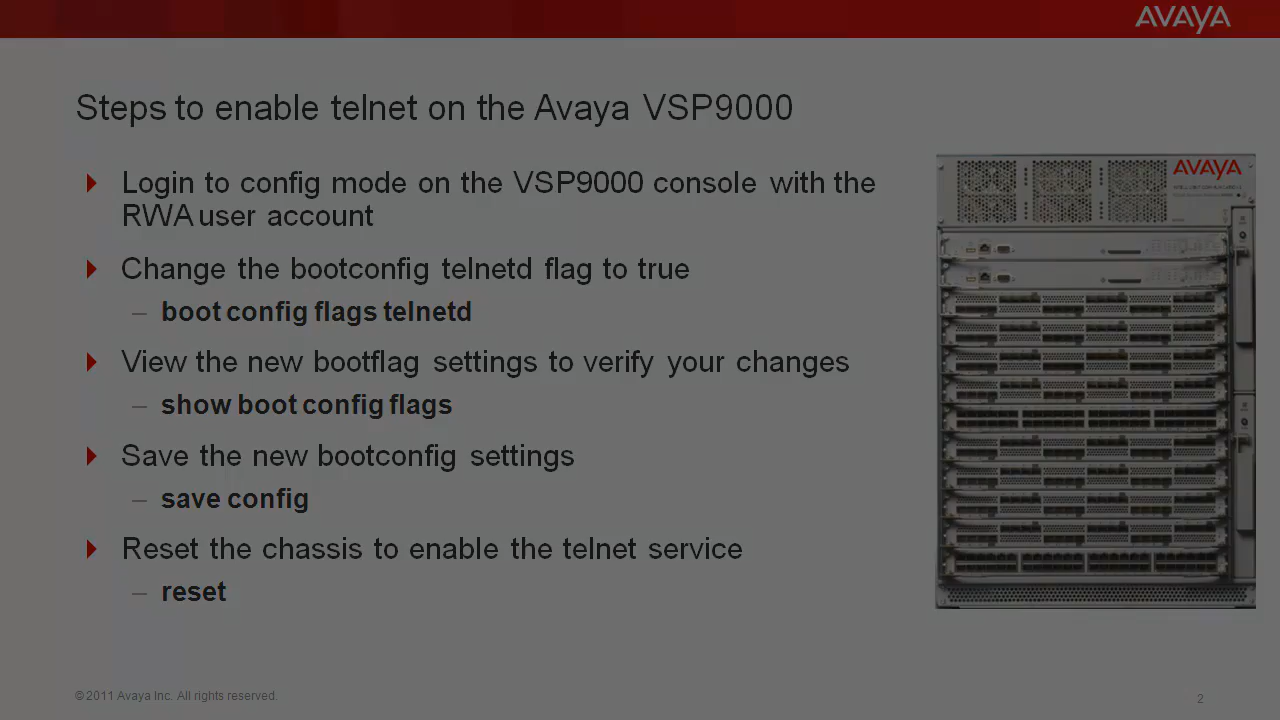 AVAYA
Steps to enable telnet on the Avaya VSP9000
Login to config mode on the VSP9000 console with the
RWA user account
Change the bootconfig telnetd flag to true
– boot config flags telnetd
View the new bootflag settings to verify your changes
– show boot config flags
Save the new bootconfig settings
– save config
Reset the chassis to enable the telnet service
– reset
AVAYA
© 2011 Avaya Inc. All rights reserved.
2